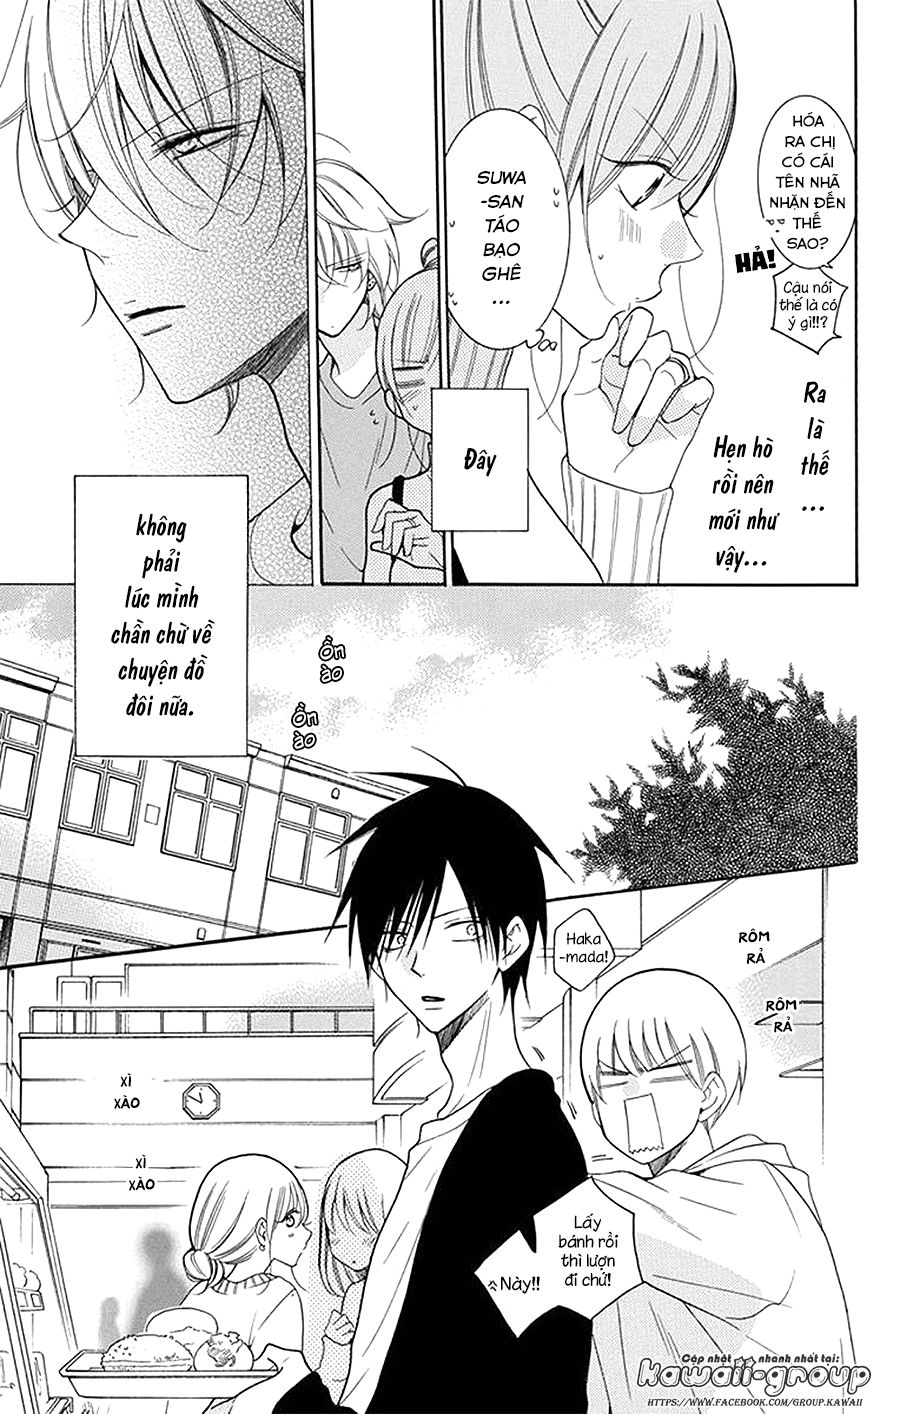 HÓA
RA CHỊ
CÓ CÁI
TÊN NHÃ
NHẶN ĐẾN
THẾ
SAO?
HẢ!
Cậu nói
thế là có
ý gì!!?
SUWA
-SAN
TÁO
BẠO
GHÊ
...
Ra
là
thế
...
Hẹn hò
rồi nên
mới như
vậy...
Đây
không
phải
lúc mình
chần chừ về
chuyện đồ
đôi nữa.
Ồn
ào
Ồn
ào
Haka
-mada!
RÔM
RẢ
RÔM
RẢ
XÌ
XÀO
XÌ
XÀO
Lấy
bánh rồi
thì lượn
đi chứ!
Này!!
Cập nhật nhanh nhất tại:
kawaii-group
HTTPS://WWW.FACEBOOK.COM/GROUP.KAWAII